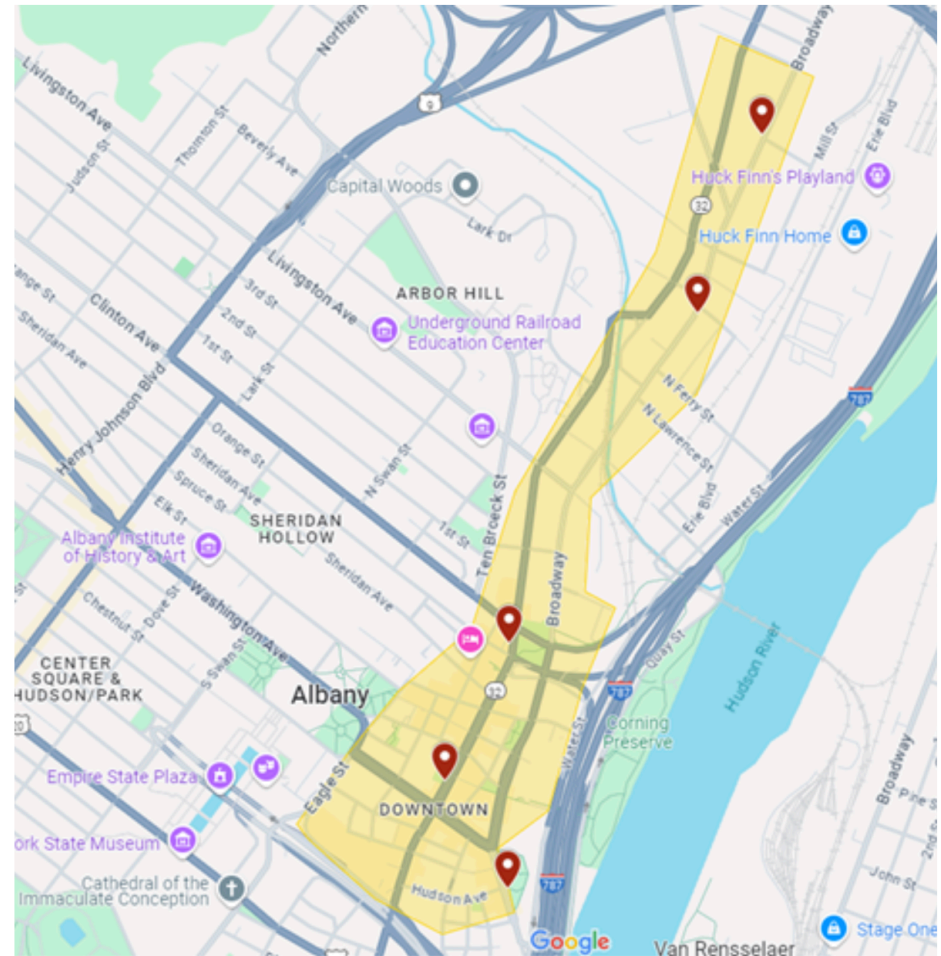 Northern
Broadway
Livingston Ave
Thornton St
Beverly Ave
Judson St
9
Mill St
Erie Blvd
Capital Woods
Huck Finn's Playland
32
Lark Dr
Huck Finn Home
Livingston Ave
ange St
3rd St
ARBOR HILL
Clinton Ave
2nd St
Sheridan Ave
1st St
Underground Railroad
Education Center
Lark St
Henry Johnson Blvd
N Ferry St
787
N Lawrence St
Orange St
Sheridan Ave
N Swan St
Spruce St
Elk St
Ten Broeck St
Erie Blvd
Water St
SHERIDAN
HOLLOW
1st St
Albany Institute
of History & Art
Sheridan Ave
Broadway
Chestnut St
Dove St
Washington Ave
St
Quay St
Hudson River
CENTER
SQUARE &
HUDSON/PARK
S Swan St
Albany
32
787
20
Water St
Corning
Preserve
Broadway
Empire State Plaza
Eagle St
DOWNTOWN
Pine S
2nd St
ork State Museum
John St
Cathedral of the
Immaculate Conception
Hudson Ave
787
Google
Van Rensselaer
Stage One